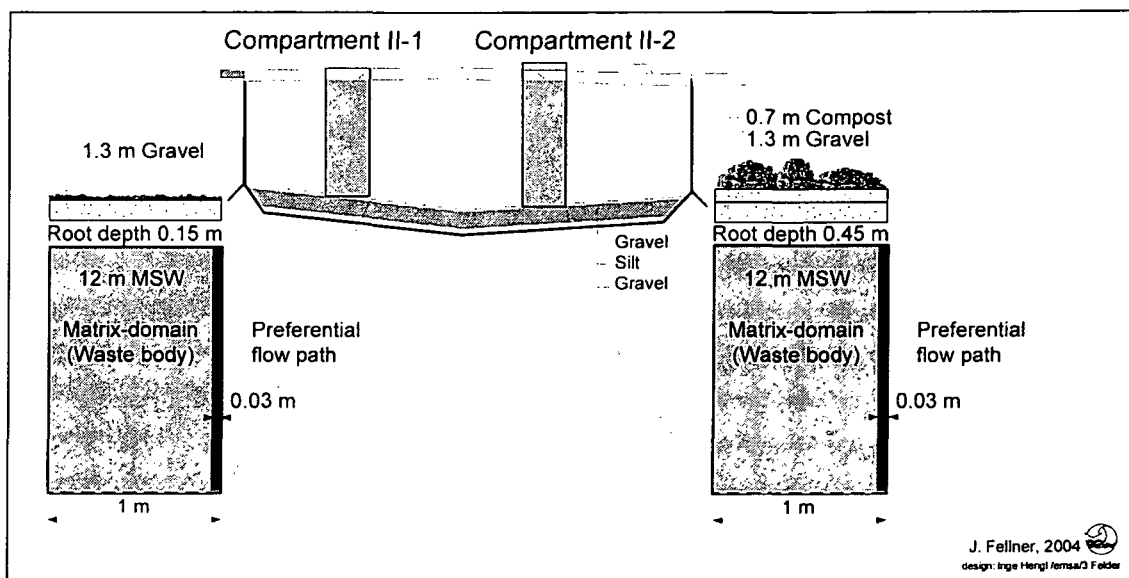 Compartment II-1
Compartment II-2
1.3 m Gravel
0.7 m Compost
1.3 m Gravel
Root depth 0.15 m
Root depth 0.45 m
Gravel
Silt
Gravel
12 m MSW
Matrix-domain
(Waste body)
Preferential
flow path
0.03 m
1 m
12 m MSW
Matrix-domain
(Waste body)
Preferential
flow path
0.03 m
1 m
J. Fellner, 2004
design: Inge Hengl /emsa/3 Felder